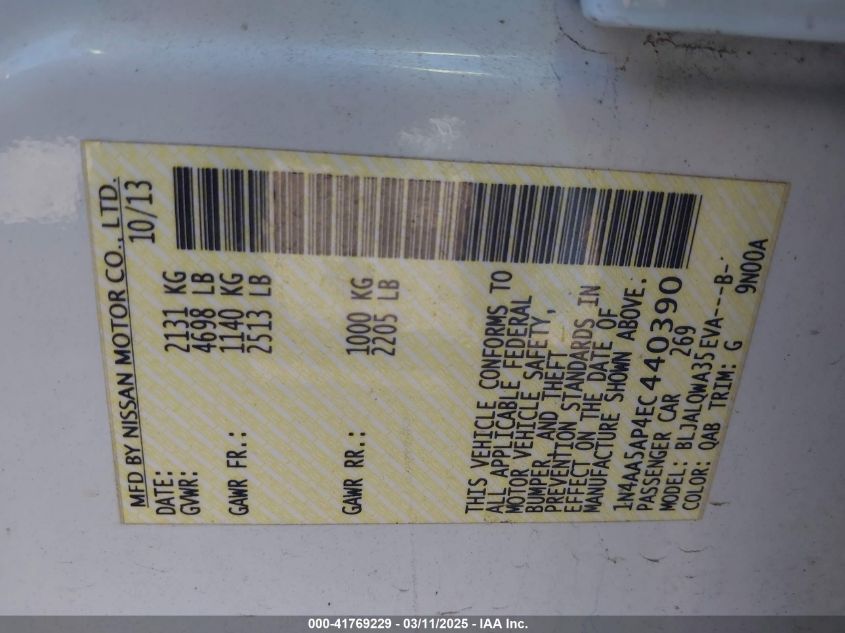 MFD BY NISSAN MOTOR CO., LTD.
DATE: 10/13
GVWR: 2131 KG
4698 LB
GAWR FR.: 1140 KG
2513 LB
GAWR RR.: 1000 KG
2205 LB
THIS VEHICLE CONFORMS TO
ALL APPLICABLE FEDERAL
MOTOR VEHICLE SAFETY,
BUMPER, AND THEFT
PREVENTION STANDARDS IN
EFFECT ON THE DATE OF
MANUFACTURE SHOWN ABOVE.
1N4AA5AP4EC440390
PASSENGER CAR 269
MODEL: BLJALQWA35EVA---B-
COLOR: QAB TRIM: G 9N00A
000-41769229 - 03/11/2025 - IAA Inc.